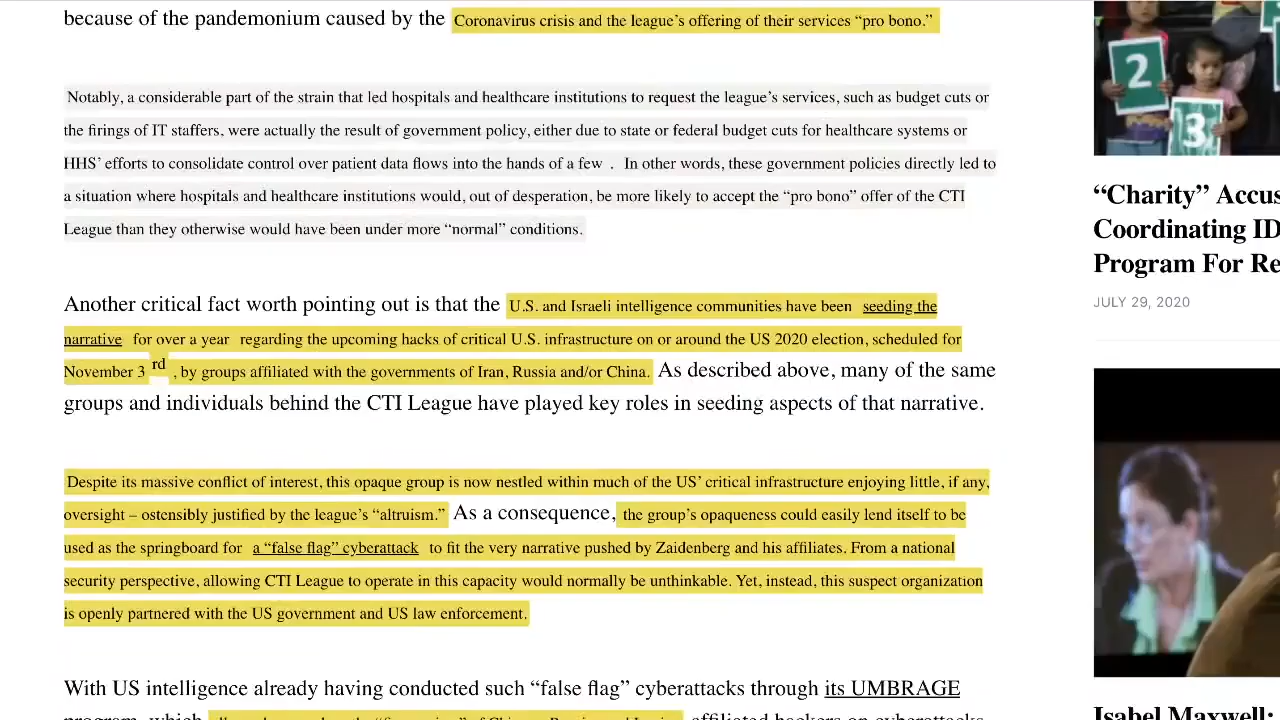 because of the pandemonium caused by the Coronavirus crisis and the league’s offering of their services “pro bono.”
Notably, a considerable part of the strain that led hospitals and healthcare institutions to request the league’s services, such as budget cuts or
the firings of IT staffers, were actually the result of government policy, either due to state or federal budget cuts for healthcare systems or
HHS’ efforts to consolidate control over patient data flows into the hands of a few . In other words, these government policies directly led to
a situation where hospitals and healthcare institutions would, out of desperation, be more likely to accept the “pro bono” offer of the CTI
League than they otherwise would have been under more “normal” conditions.
Another critical fact worth pointing out is that the U.S. and Israeli intelligence communities have been seeding the
narrative for over a year regarding the upcoming hacks of critical U.S. infrastructure on or around the US 2020 election, scheduled for
November 3 rd , by groups affiliated with the governments of Iran, Russia and/or China. As described above, many of the same
groups and individuals behind the CTI League have played key roles in seeding aspects of that narrative.
Despite its massive conflict of interest, this opaque group is now nestled within much of the US’ critical infrastructure enjoying little, if any,
oversight – ostensibly justified by the league’s “altruism.” As a consequence, the group’s opaqueness could easily lend itself to be
used as the springboard for a “false flag” cyberattack to fit the very narrative pushed by Zaidenberg and his affiliates. From a national
security perspective, allowing CTI League to operate in this capacity would normally be unthinkable. Yet, instead, this suspect organization
is openly partnered with the US government and US law enforcement.
With US intelligence already having conducted such “false flag” cyberattacks through its UMBRAGE
2
3
“Charity” Accus
Coordinating ID
Program For Re
JULY 29, 2020
Isabel Maxwell: